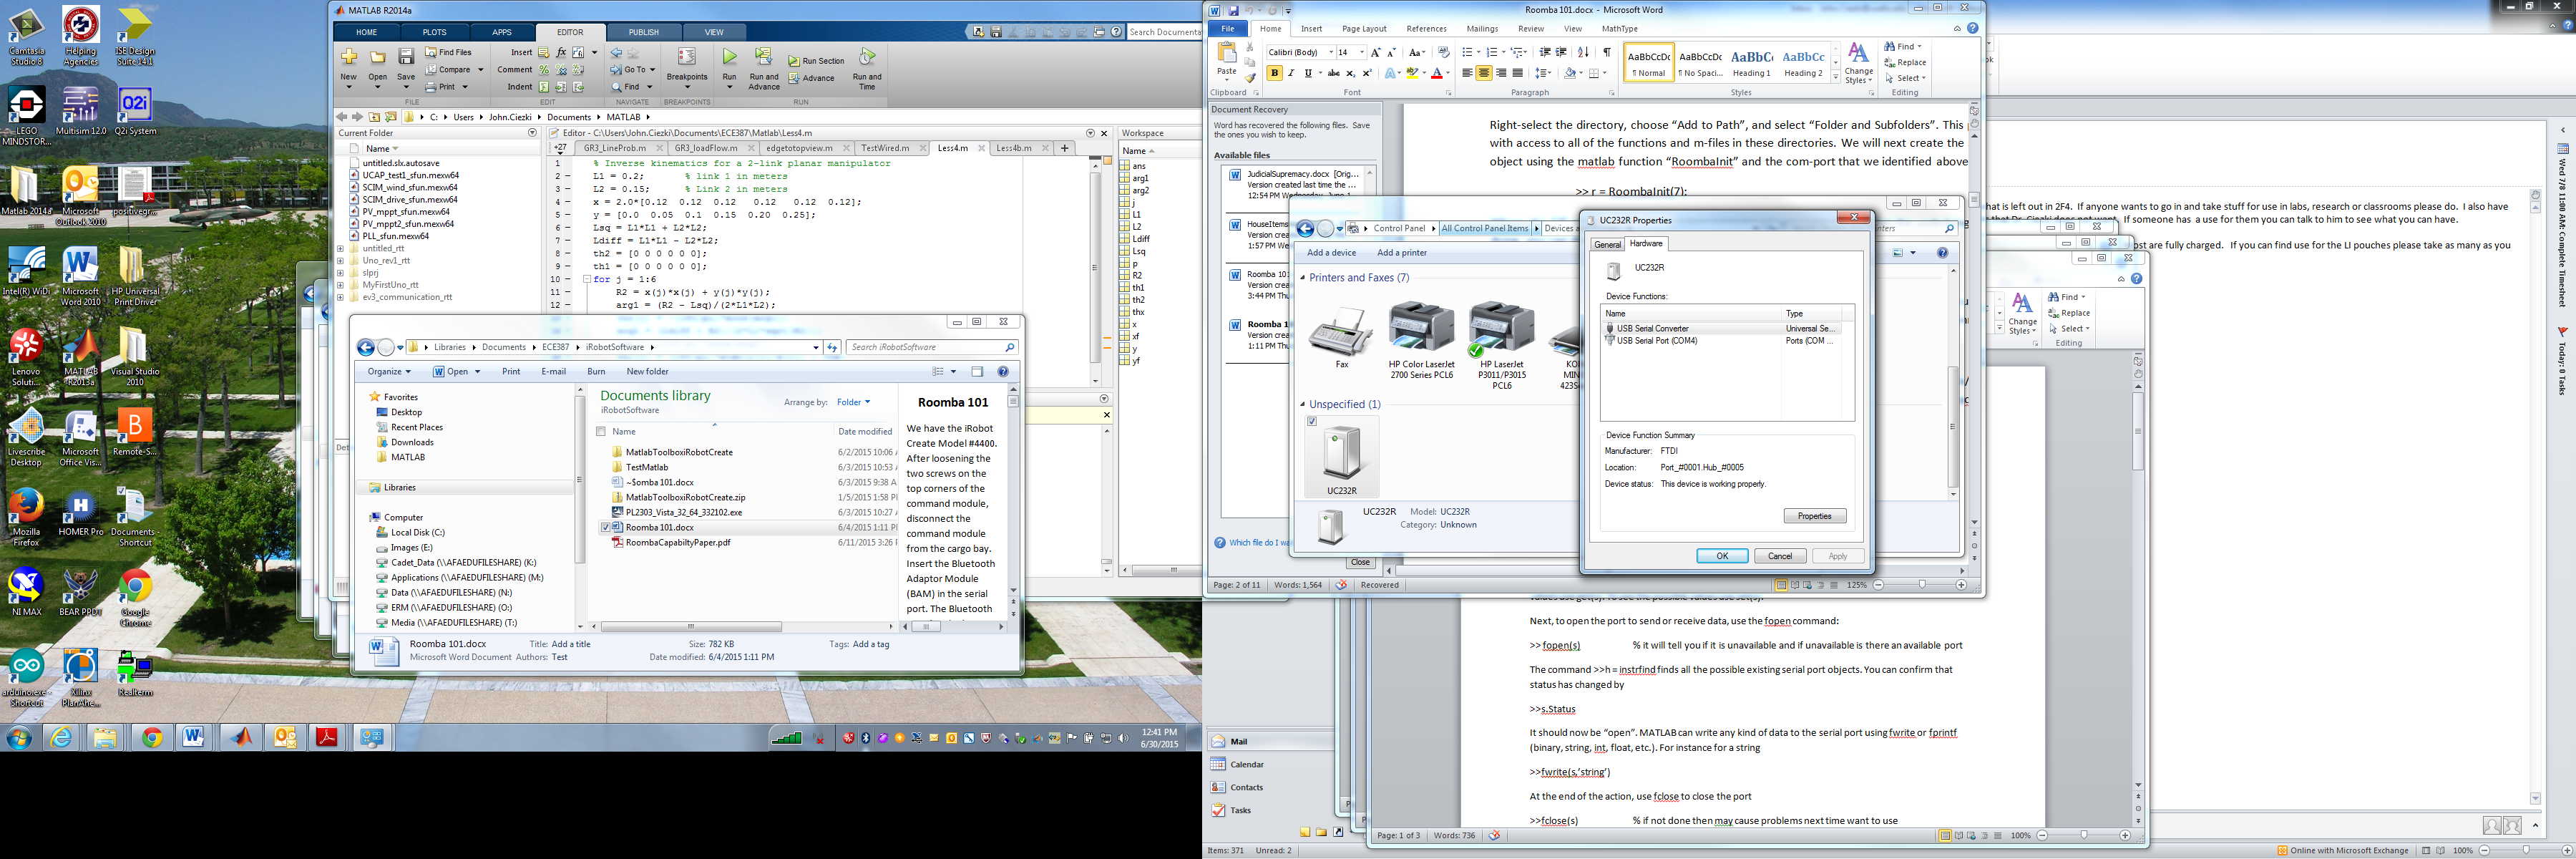 Camtasia Studio 8
Helping Agencies
ISE Design Suite 14.1
LEGO MINDSTOR...
Multisim 12.0
Q2i System
Matlab 2014a
Microsoft Outlook 2010
positivegr...
Intel(R) WiDi
Microsoft Word 2010
HP Universal Print Driver
Lenovo Soluti...
MATLAB R2013a
Visual Studio 2010
Livescribe Desktop
Microsoft Office Vis...
Remote-S...
Mozilla Firefox
HOMER Pro
Documents - Shortcut
NI MAX
BEAR PPDT
Google Chrome
arduino.exe - Shortcut
Xilinx PlanAhe...
Realterm
MATLAB R2014a
HOME PLOTS APPS EDITOR PUBLISH VIEW
Search Documenta
New Open Save Find Files Compare Print
Insert Comment Indent
Go To Find
Breakpoints Run Run and Advance Run Section Advance Run and Time
FILE EDIT NAVIGATE BREAKPOINTS RUN
C: Users John.Ciezki Documents MATLAB
Current Folder
Name
untitled.slx.autosave
UCAP_test1_sfun.mexw64
SCIM_wind_sfun.mexw64
SCIM_drive_sfun.mexw64
PV_mppt_sfun.mexw64
PV_mppt2_sfun.mexw64
PLL_sfun.mexw64
untitled_rtt
Uno_rev1_rtt
slprj
MyFirstUno_rtt
ev3_communication_rtt
Editor - C:\Users\John.Ciezki\Documents\ECE387\Matlab\Less4.m
+27 GR3_LineProb.m GR3_loadFlow.m edgetotopview.m TestWired.m Less4.m Less4b.m
1 % Inverse kinematics for a 2-link planar manipulator
2 L1 = 0.2; % link 1 in meters
3 L2 = 0.15; % Link 2 in meters
4 x = 2.0*[0.12 0.12 0.12 0.12 0.12 0.12];
5 y = [0.0 0.05 0.1 0.15 0.20 0.25];
6 Lsq = L1*L1 + L2*L2;
7 Ldiff = L1*L1 - L2*L2;
8 th2 = [0 0 0 0 0 0];
9 th1 = [0 0 0 0 0 0];
10 for j = 1:6
11 R2 = x(j)*x(j) + y(j)*y(j);
12 arg1 = (R2 - Lsq)/(2*L1*L2);
Workspace
Name
ans
arg1
arg2
j
L1
L2
Ldiff
Lsq
p
R2
th1
th2
thx
x
xf
y
yf
Libraries Documents ECE387 iRobotSoftware
Search iRobotSoftware
Organize Open Print E-mail Burn New folder
Favorites
Desktop
Recent Places
Downloads
MATLAB
Libraries
Computer
Local Disk (C:)
Images (E:)
Cadet_Data (\\AFAEDUFILESHARE) (K:)
Applications (\\AFAEDUFILESHARE) (M:)
Data (\\AFAEDUFILESHARE) (N:)
ERM (\\AFAEDUFILESHARE) (O:)
Media (\\AFAEDUFILESHARE) (T:)
Documents library
iRobotSoftware
Arrange by: Folder
Name Date modified
MatlabToolboxiRobotCreate 6/2/2015 10:06
TestMatlab 6/3/2015 10:53
~$omba 101.docx 6/3/2015 9:38 A
MatlabToolboxiRobotCreate.zip 1/5/2015 1:58 P
PL2303_Vista_32_64_332102.exe 6/3/2015 10:27
Roomba 101.docx 6/4/2015 1:11 P
RoombaCapabiltyPaper.pdf 6/11/2015 3:26
Roomba 101
We have the iRobot
Create Model #4400.
After loosening the
two screws on the
top corners of the
command module,
disconnect the
command module
from the cargo bay.
Insert the Bluetooth
Adaptor Module
(BAM) in the serial
port. The Bluetooth
Roomba 101.docx Title: Add a title Size: 782 KB Tags: Add a tag
Microsoft Word Document Authors: Test Date modified: 6/4/2015 1:11 PM
12:41 PM
6/30/2015
Roomba 101.docx - Microsoft Word
File Home Insert Page Layout References Mailings Review View MathType
Calibri (Body) 14
Paste
AaBbCcDc AaBbCcDc AaBbC AaBbCc
¶ Normal ¶ No Spaci... Heading 1 Heading 2
Change Styles
Find
Replace
Select
Clipboard Font Paragraph Styles Editing
Document Recovery
Word has recovered the following files. Save
the ones you wish to keep.
Available files
JudicialSupremacy.docx [Orig...
Version created last time the ...
12:54 PM Wednesday, June
HouseItems
Version crea
1:57 PM Wed
Roomba 10
Version crea
3:44 PM Thu
Roomba 1
Version crea
1:11 PM Thu
Which file do I wa
Close
Right-select the directory, choose “Add to Path”, and select “Folder and Subfolders”. This
with access to all of the functions and m-files in these directories. We will next create the
object using the matlab function “RoombaInit” and the com-port that we identified above
>> r = RoombaInit(7);
Control Panel All Control Panel Items Devices
Add a device Add a printer
Printers and Faxes (7)
Fax
HP Color LaserJet 2700 Series PCL6
HP LaserJet P3011/P3015 PCL6
Unspecified (1)
UC232R
UC232R Model: UC232R
Category: Unknown
UC232R Properties
General Hardware
UC232R
Device Functions:
Name Type
USB Serial Converter Universal Se...
USB Serial Port (COM4) Ports (COM ...
Device Function Summary
Manufacturer: FTDI
Location: Port_#0001.Hub_#0005
Device status: This device is working properly.
Properties
OK Cancel Apply
Page: 2 of 11 Words: 1,564 Recovered 125%
values use get(s). To see the possible values use set(s).
Next, to open the port to send or receive data, use the fopen command:
>> fopen(s) % it will tell you if it is unavailable and if unavailable is there an available port
The command >>h = instrfind finds all the possible existing serial port objects. You can confirm that
status has changed by
>>s.Status
It should now be “open”. MATLAB can write any kind of data to the serial port using fwrite or fprintf
(binary, string, int, float, etc.). For instance for a string
>>fwrite(s,’string’)
At the end of the action, use fclose to close the port
>>fclose(s) % if not done then may cause problems next time want to use
Page: 1 of 3 Words: 736 100%
Change Styles
Find
Replace
Select
Editing
hat is left out in 2F4. If anyone wants to go in and take stuff for use in labs, research or classrooms please do. I also have
If someone has a use for them you can talk to him to see what you can have.
ost are fully charged. If you can find use for the LI pouches please take as many as you
Wed 7/8 11:00 AM: Complete Timesheet
Today: 0 Tasks
Mail
Calendar
Contacts
Tasks
Items: 371 Unread: 2
Online with Microsoft Exchange 100%